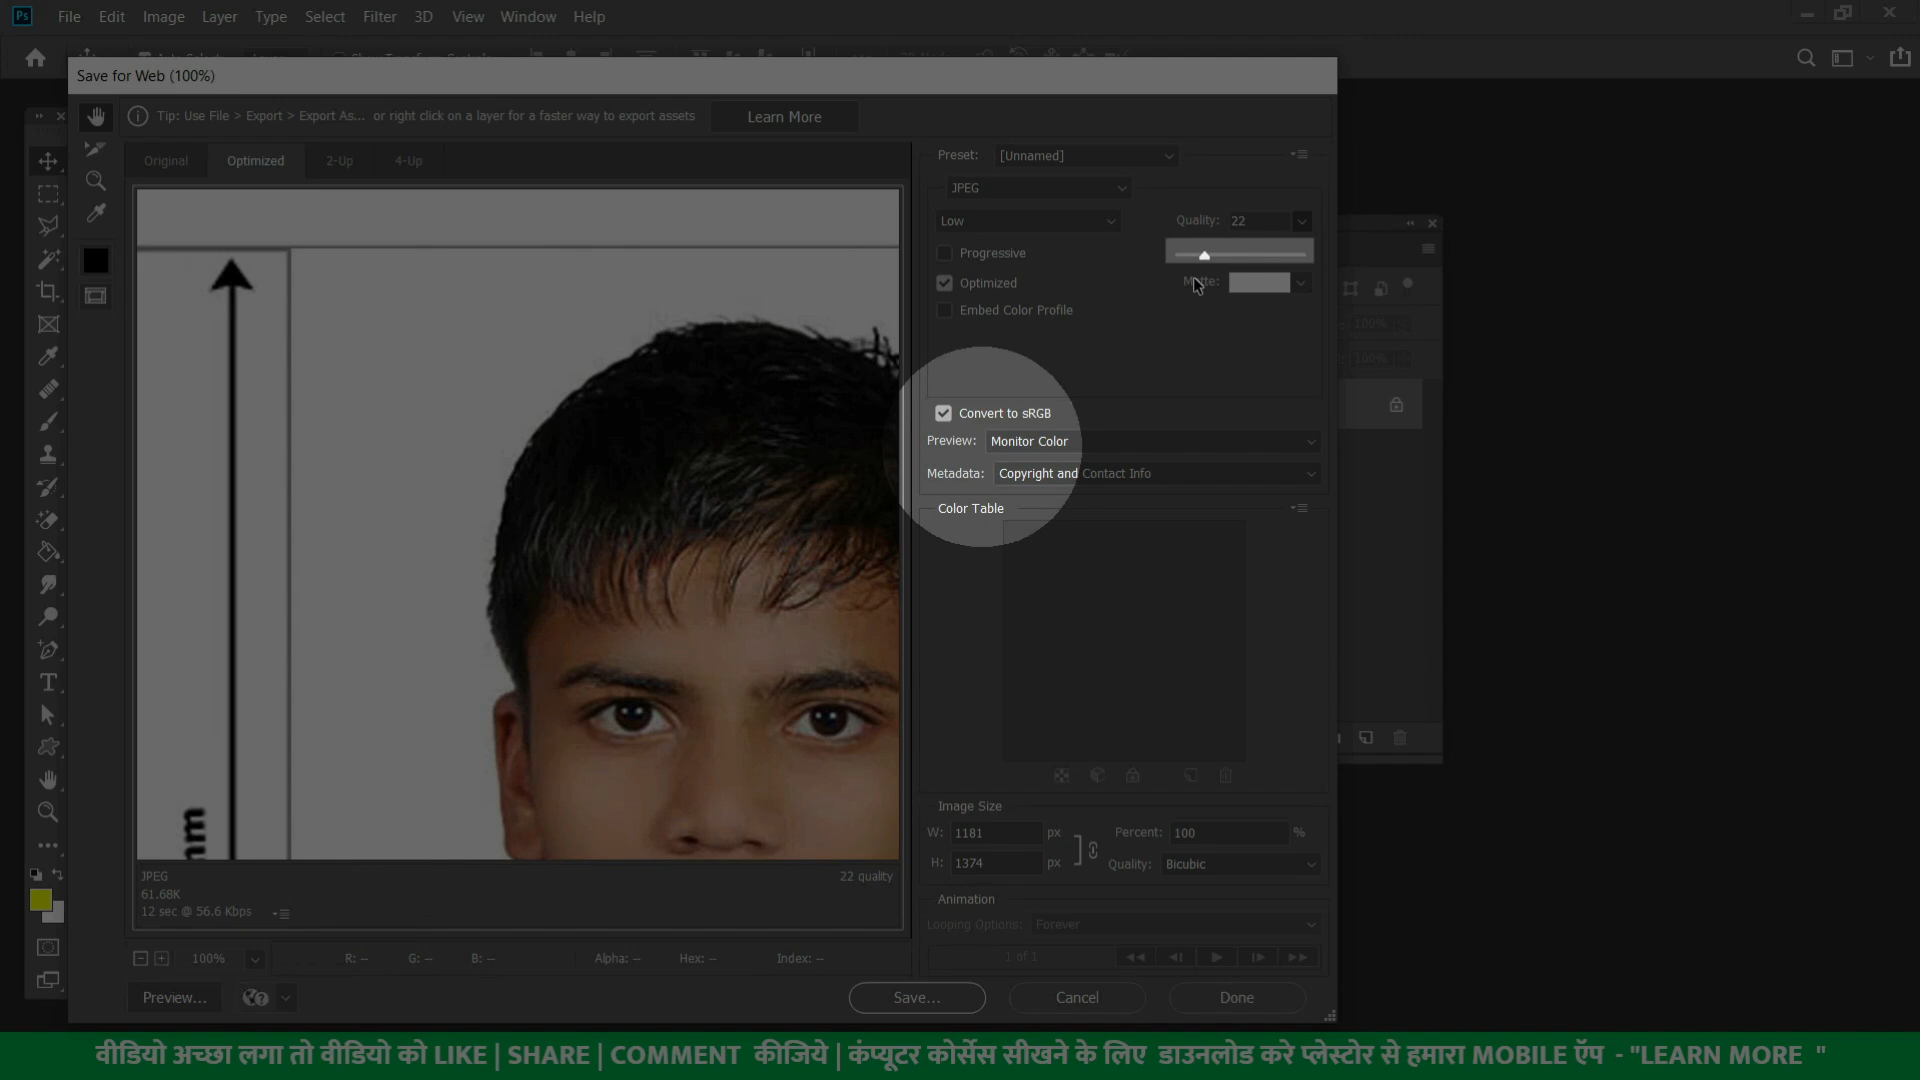 Ps File Edit Image Layer Type Select Filter 3D View Window Help
Save for Web (100%)
Tip: Use File > Export > Export As... or right click on a layer for a faster way to export assets Learn More
Original Optimized 2-Up 4-Up
Preset: [Unnamed]
JPEG
Low Quality: 22
Progressive
Optimized Matte:
Embed Color Profile
100%
100%
Convert to sRGB
Preview: Monitor Color
Metadata: Copyright and Contact Info
Color Table
Image Size
W: 1181 px Percent: 100 %
H: 1374 px Quality: Bicubic
JPEG 22 quality
61.68K
12 sec @ 56.6 Kbps
Animation
Looping Options: Forever
1 of 1
100% R: -- G: -- B: -- Alpha: -- Hex: -- Index: --
Preview... Save... Cancel Done
वीडियो अच्छा लगा तो वीडियो को LIKE | SHARE | COMMENT कीजिये | कंप्यूटर कोर्सेस सीखने के लिए डाउनलोड करे प्लेस्टोर से हमारा MOBILE ऍप - "LEARN MORE "